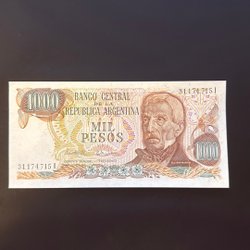 1000
BANCO CENTRAL
DE LA
REPUBLICA ARGENTINA
31.174.715 I
MIL
PESOS
31.174.715 I
1000